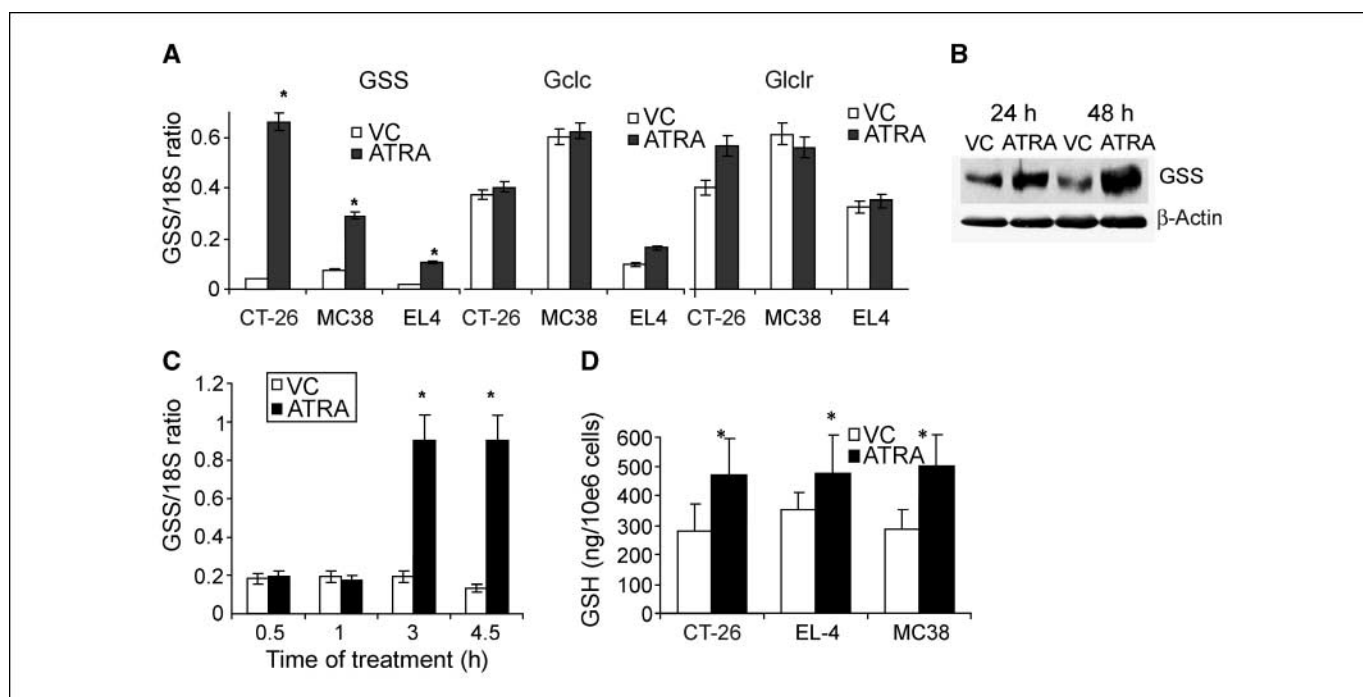 A
GSS
Gclc
Glclr
GSSS/18S ratio
0.6
0.4
0.2
0
*
*
*
VC
ATRA
VC
ATRA
VC
ATRA
CT-26
MC38
EL4
CT-26
MC38
EL4
CT-26
MC38
EL4
B
24 h
48 h
VC ATRA VC ATRA
GSS
β-Actin
C
GSS/18S ratio
1.2
1
0.8
0.6
0.4
0.2
0
VC
ATRA
*
*
0.5
1
3
4.5
Time of treatment (h)
D
GSH (ng/10e6 cells)
600
500
400
300
200
100
0
*
*
*
VC
ATRA
CT-26
EL-4
MC38